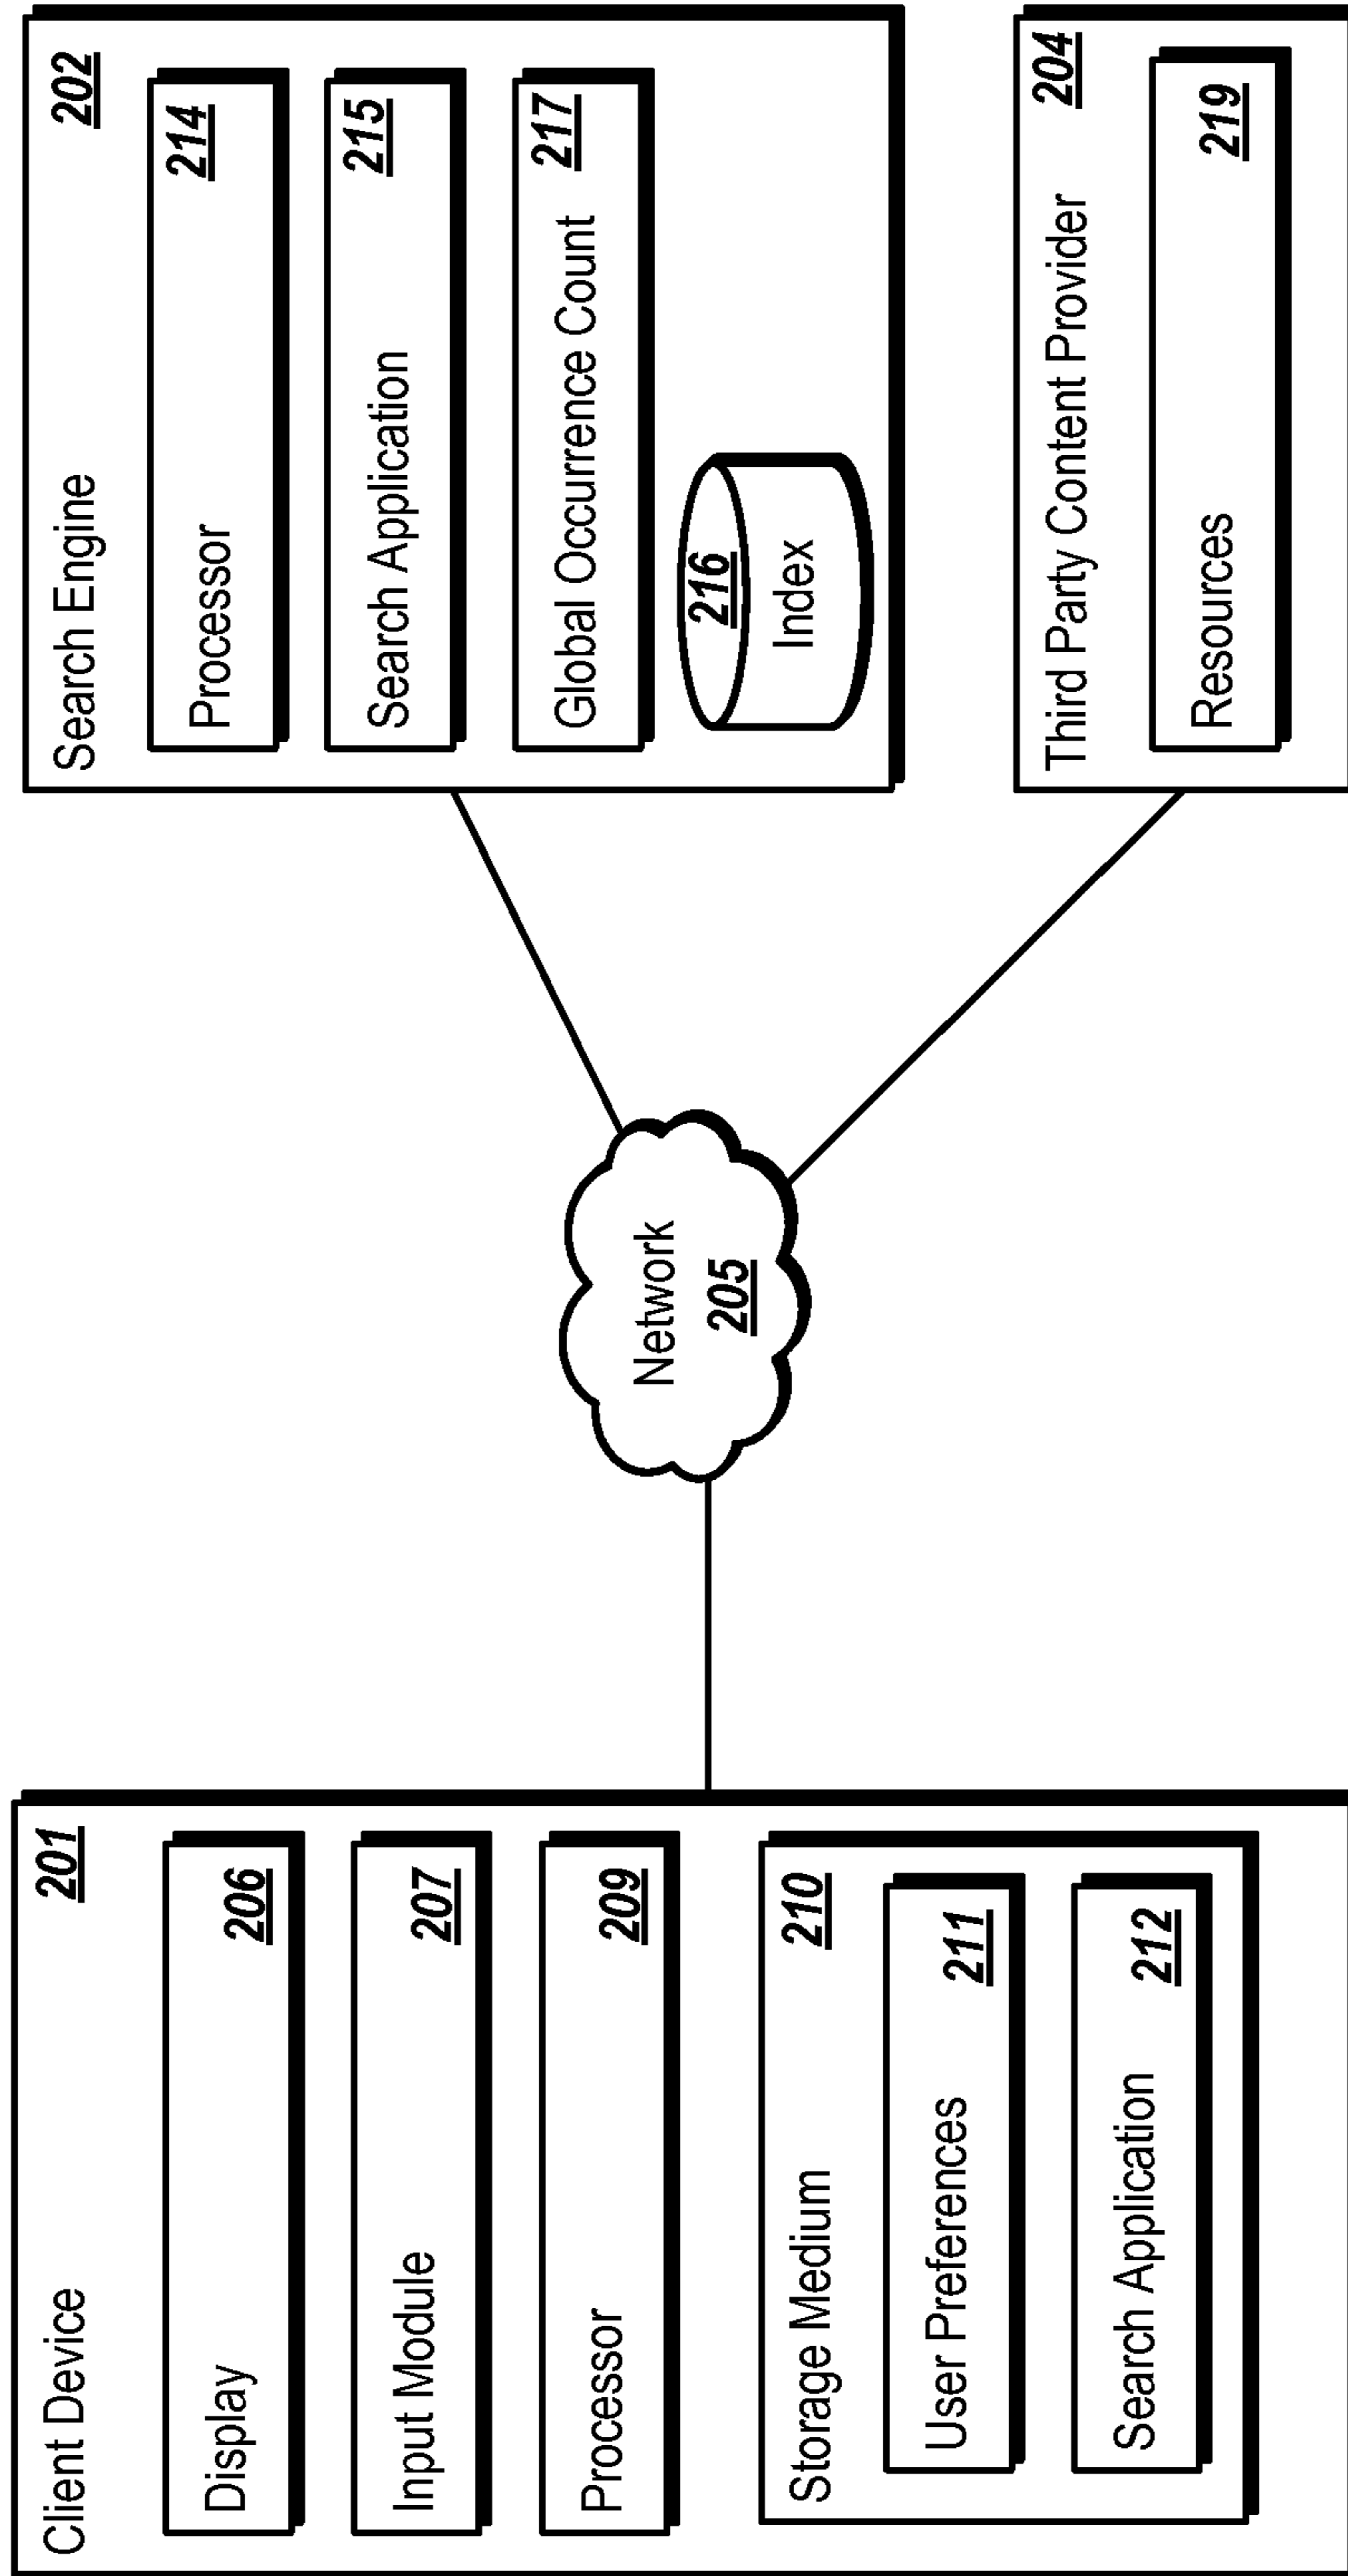 Client Device 201
Display 206
Input Module 207
Processor 209
Storage Medium 210
User Preferences 211
Search Application 212
Network
205
Search Engine 202
Processor 214
Search Application 215
Global Occurrence Count 217
216
Index
Third Party Content Provider 204
Resources 219